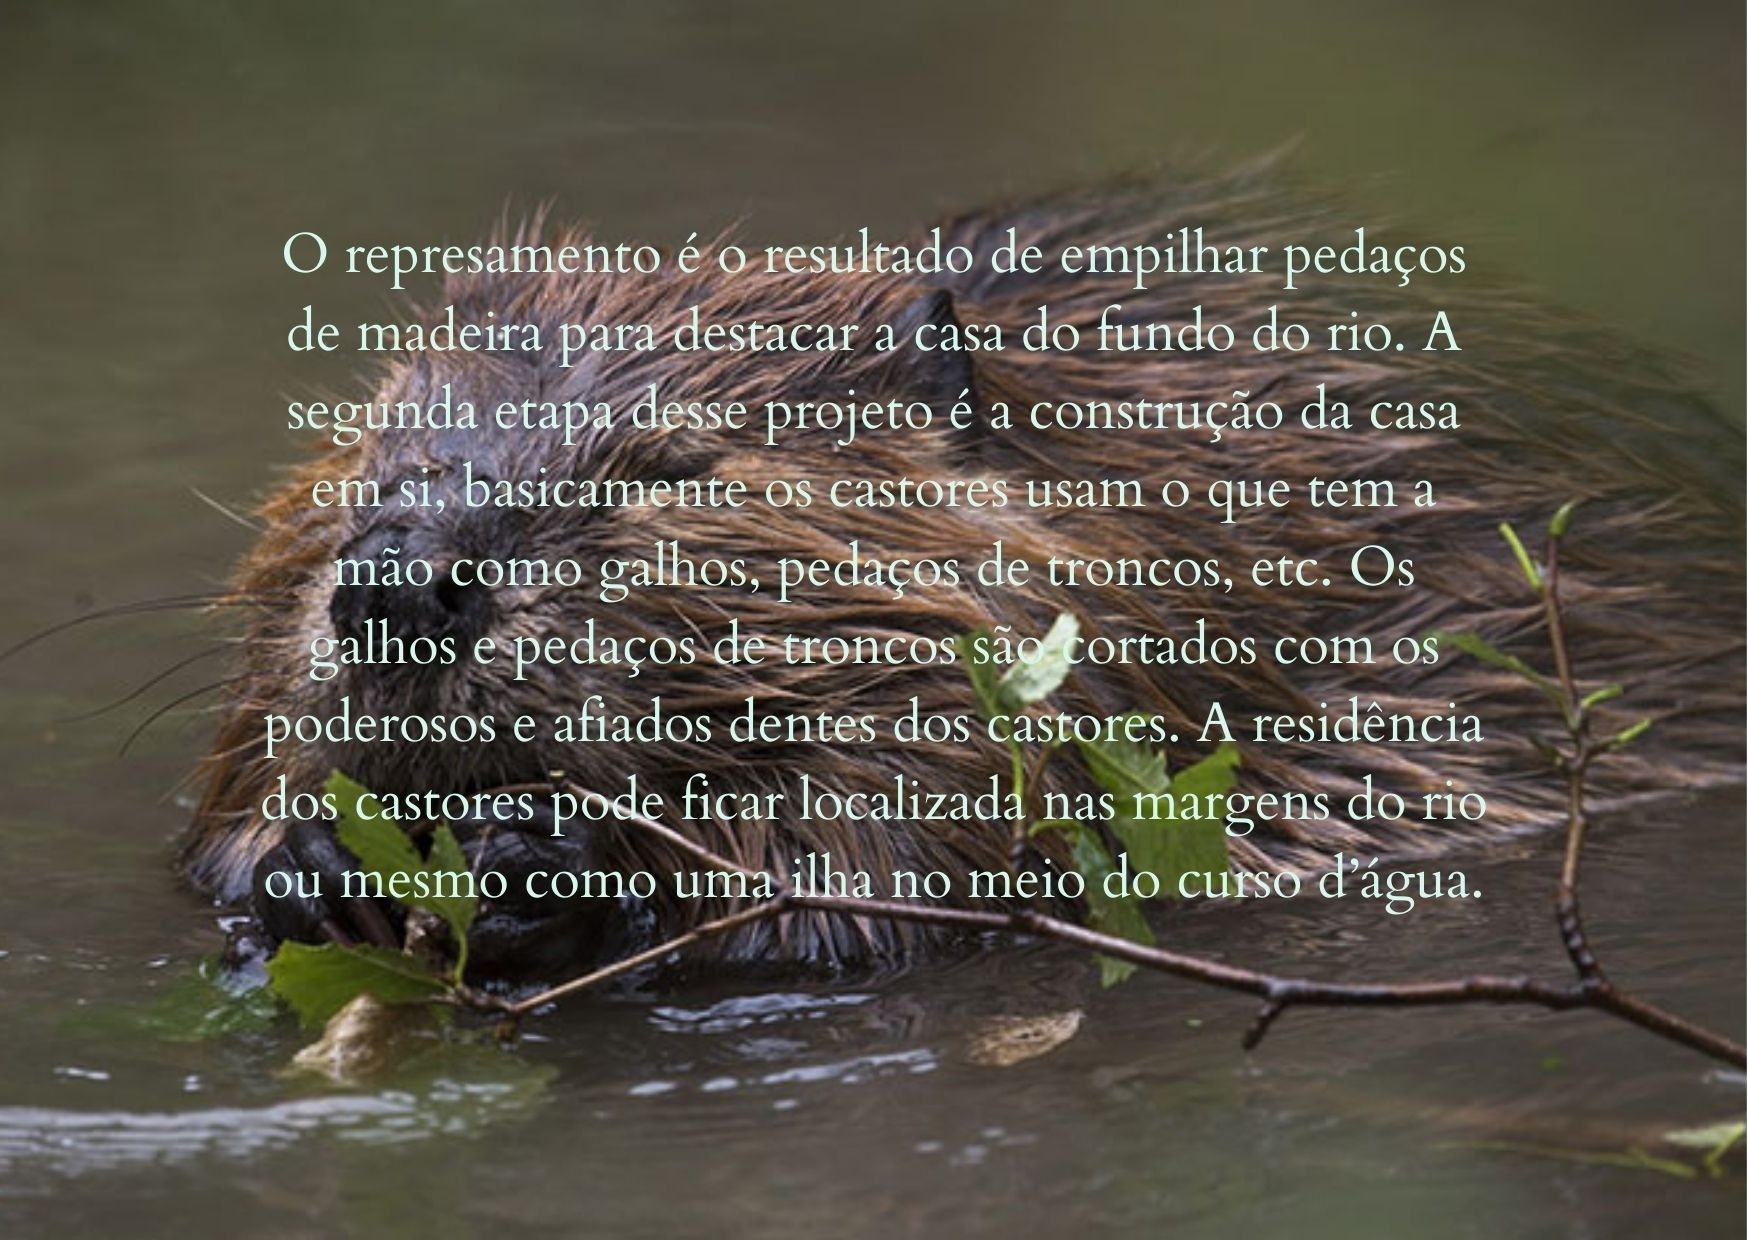 O represamento é o resultado de empilhar pedaços
de madeira para destacar a casa do fundo do rio. A
segunda etapa desse projeto é a construção da casa
em si, basicamente os castores usam o que tem a
mão como galhos, pedaços de troncos, etc. Os
galhos e pedaços de troncos são cortados com os
poderosos e afiados dentes dos castores. A residência
dos castores pode ficar localizada nas margens do rio
ou mesmo como uma ilha no meio do curso d’água.